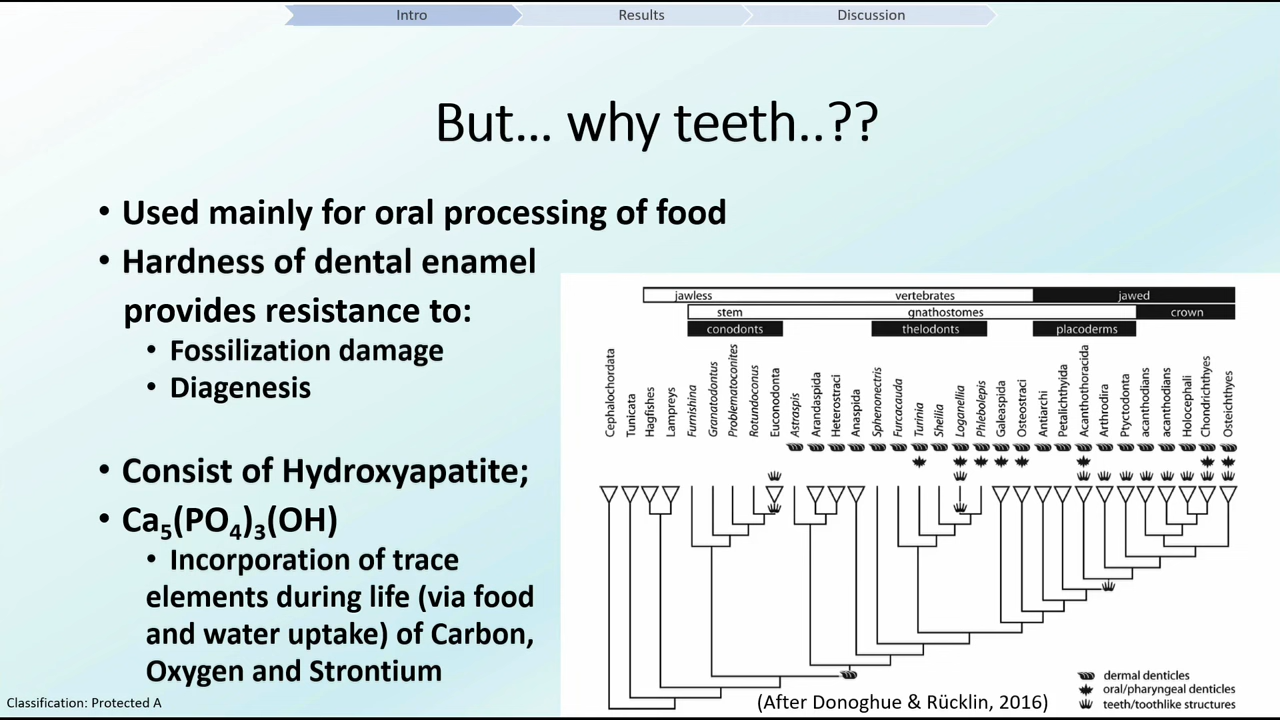 Intro
Results
Discussion
But... why teeth..??
• Used mainly for oral processing of food
• Hardness of dental enamel
provides resistance to:
• Fossilization damage
• Diagenesis
• Consist of Hydroxyapatite;
• Ca₅(PO₄)₃(OH)
• Incorporation of trace
elements during life (via food
and water uptake) of Carbon,
Oxygen and Strontium
Classification: Protected A
jawless vertebrates jawed
stem gnathostomes crown
conodonts thelodonts placoderms
Cephalochordata
Tunicata
Hagfishes
Lampreys
Furnishina
Granatodontus
Problematoconites
Rotundoconus
Euconodonta
Astraspis
Arandaspida
Heterostraci
Anaspida
Sphenonectris
Furcacauda
Turinia
Sheilia
Loganellia
Phlebolepis
Galeaspida
Osteostraci
Antiarchi
Petalichthyida
Acanthothoracida
Arthrodira
Ptyctodonta
acanthodians
acanthodians
Holocephali
Chondrichthyes
Osteichthyes
dermal denticles
oral/pharyngeal denticles
teeth/toothlike structures
(After Donoghue & Rücklin, 2016)